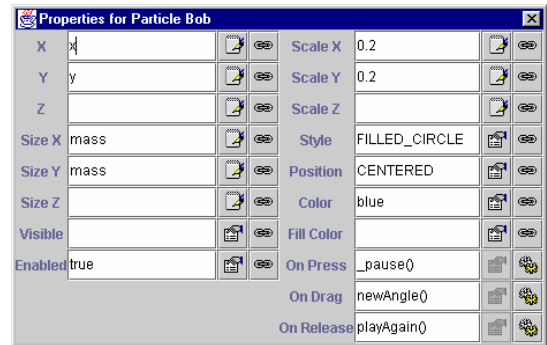 Properties for Particle Bob
X x Scale X 0.2
Y y Scale Y 0.2
Z Scale Z
Size X mass Style FILLED_CIRCLE
Size Y mass Position CENTERED
Size Z Color blue
Visible Fill Color
Enabled true On Press _pause()
On Drag newAngle()
On Release playAgain()